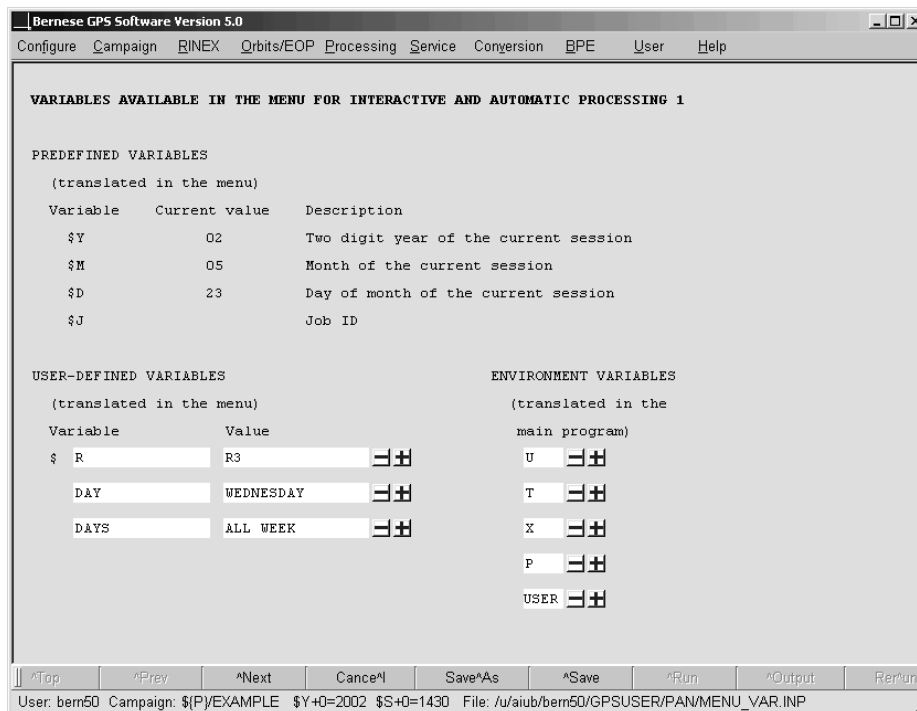 Bernese GPS Software Version 5.0
Configure Campaign RINEX Orbits/EOP Processing Service Conversion BPE User Help
VARIABLES AVAILABLE IN THE MENU FOR INTERACTIVE AND AUTOMATIC PROCESSING 1
PREDEFINED VARIABLES
(translated in the menu)
Variable Current value Description
$Y 02 Two digit year of the current session
$M 05 Month of the current session
$D 23 Day of month of the current session
$J Job ID
USER-DEFINED VARIABLES ENVIRONMENT VARIABLES
(translated in the menu) (translated in the
Variable Value main program)
$ R R3 U
DAY WEDNESDAY T
DAYS ALL WEEK X
P
USER
^Top ^Prev ^Next Cance^l Save^As ^Save ^Run ^Output Rer^un
User: bern50 Campaign: ${P}/EXAMPLE $Y+0=2002 $S+0=1430 File: /u/aiub/bern50/GPSUSER/PAN/MENU_VAR.INP